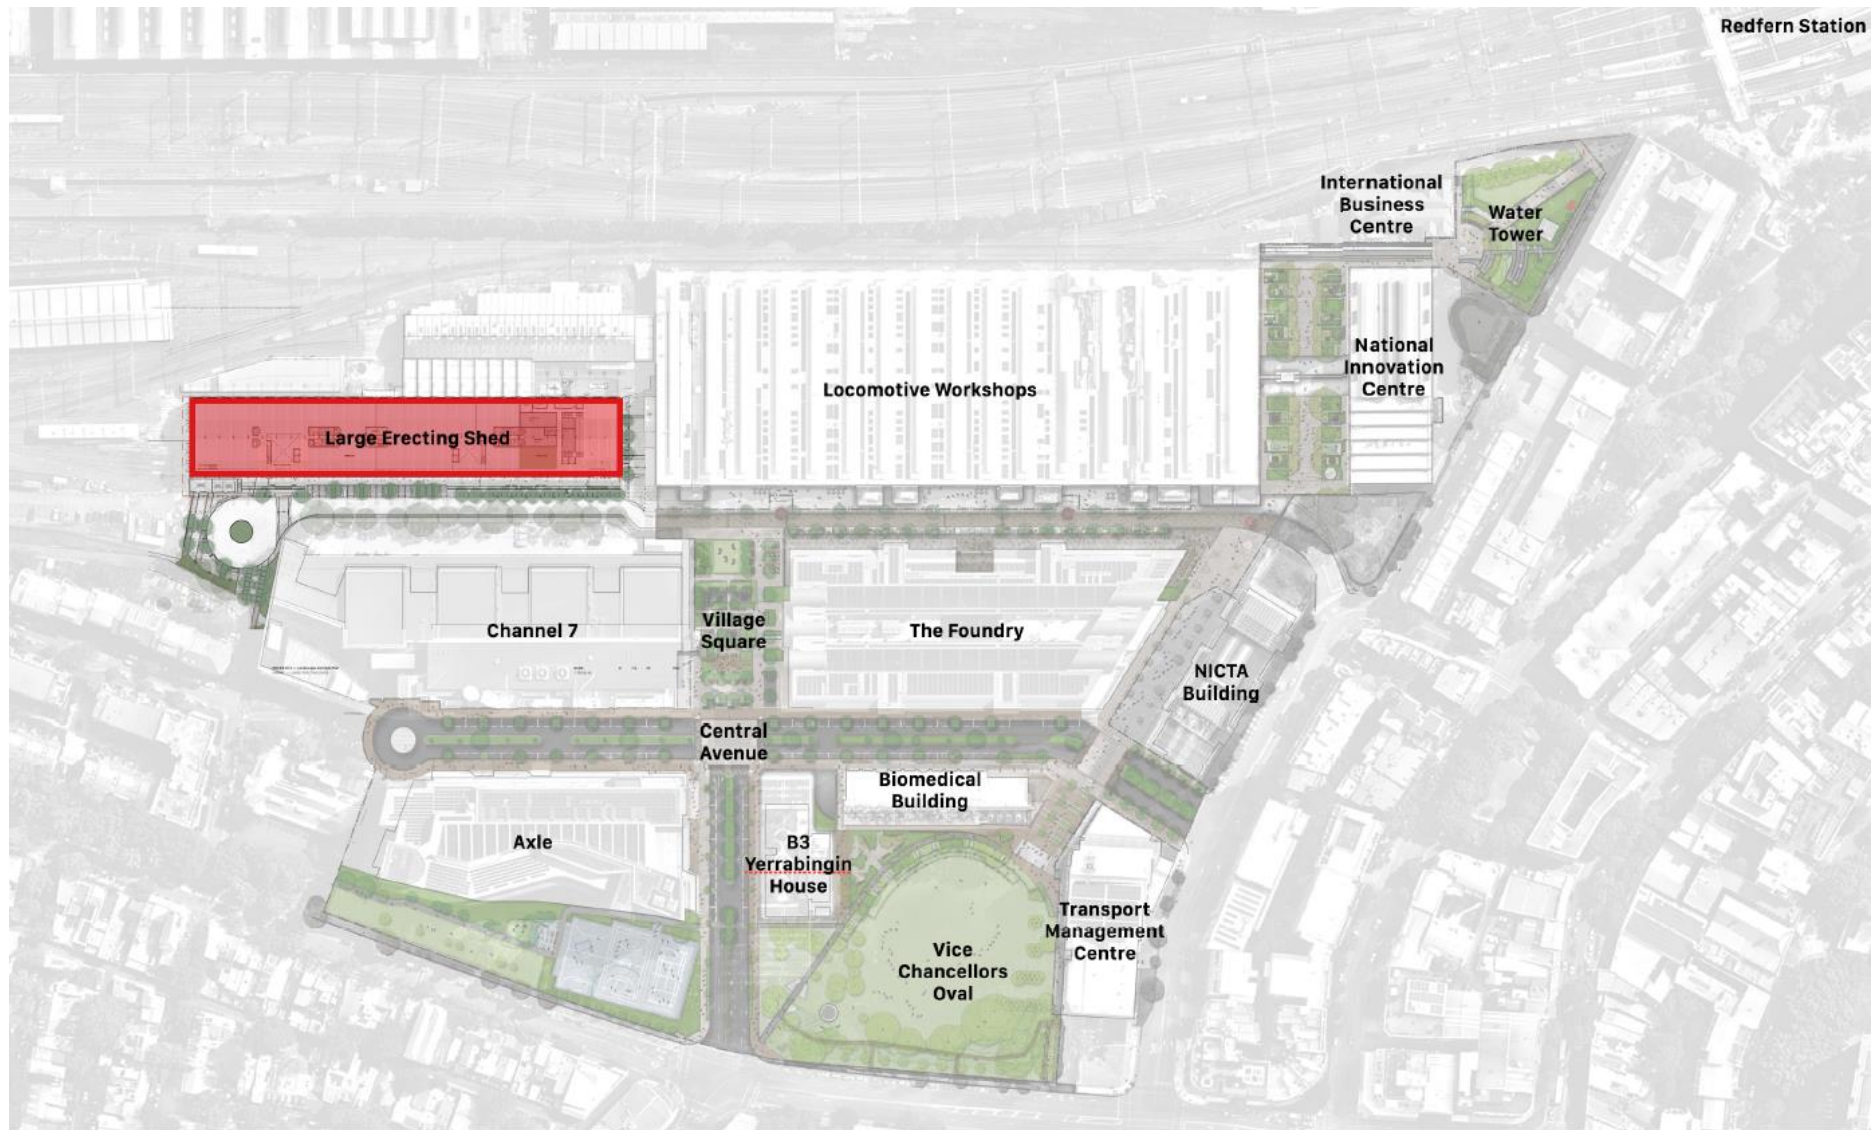 Redfern Station
International
Business
Centre
Water
Tower
National
Innovation
Centre
Locomotive Workshops
Large Erecting Shed
Channel 7
Village
Square
The Foundry
NICTA
Building
Central
Avenue
Biomedical
Building
Axle
B3
Yerrabingin
House
Transport
Management
Centre
Vice
Chancellors
Oval